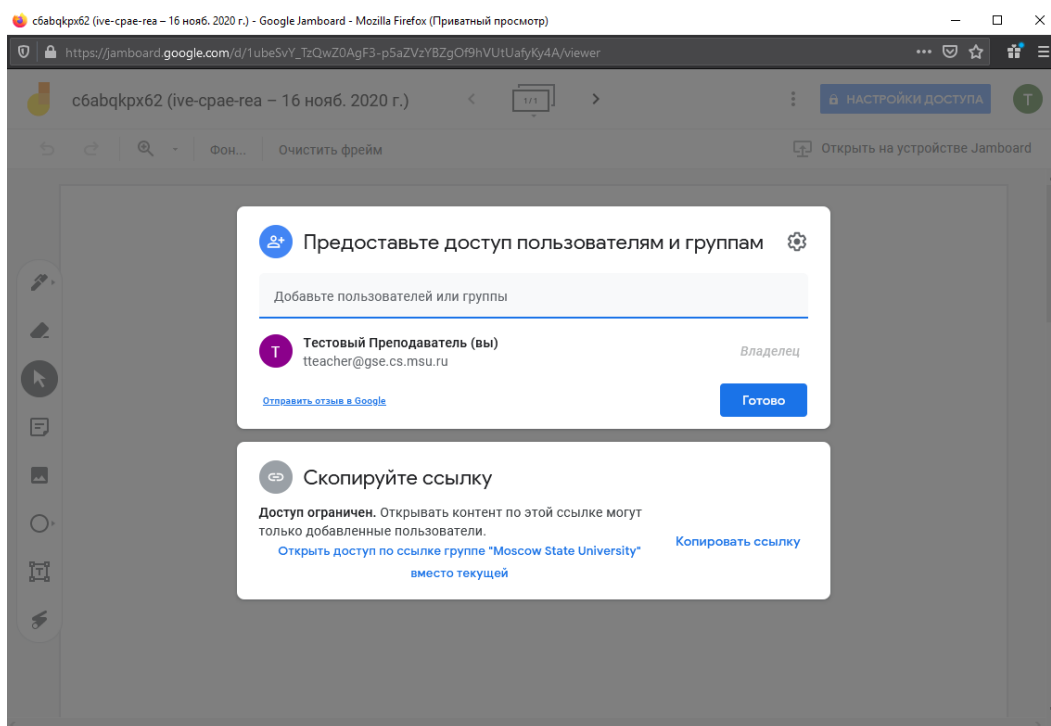 c6abqkpx62 (ive-cpae-rea – 16 нояб. 2020 г.) - Google Jamboard - Mozilla Firefox (Приватный просмотр)
https://jamboard.google.com/d/1ubeSvY_TzQwZ0AgF3-p5aZVzYBZgOf9hVUtUafyKy4A/viewer
c6abqkpx62 (ive-cpae-rea – 16 нояб. 2020 г.)
1/1
НАСТРОЙКИ ДОСТУПА
T
Фон...
Очистить фрейм
Открыть на устройстве Jamboard
Предоставьте доступ пользователям и группам
Добавьте пользователей или группы
T
Тестовый Преподаватель (вы)
tteacher@gse.cs.msu.ru
Владелец
Отправить отзыв в Google
Готово
Скопируйте ссылку
Доступ ограничен. Открывать контент по этой ссылке могут
только добавленные пользователи.
Открыть доступ по ссылке группе "Moscow State University"
вместо текущей
Копировать ссылку